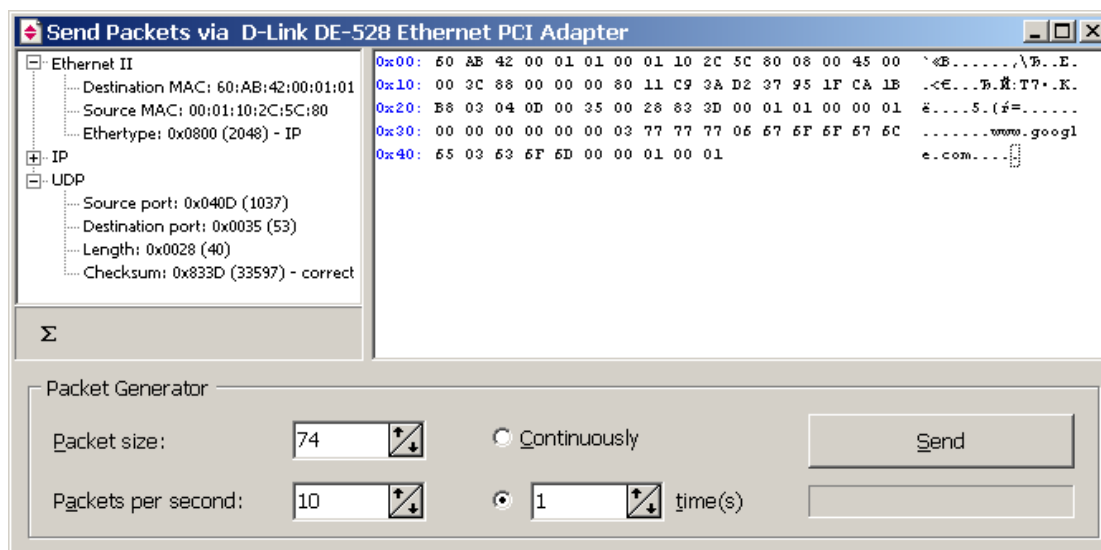 Send Packets via D-Link DE-528 Ethernet PCI Adapter
Ethernet II
Destination MAC: 60:AB:42:00:01:01
Source MAC: 00:01:10:2C:5C:80
Ethertype: 0x0800 (2048) - IP
IP
UDP
Source port: 0x040D (1037)
Destination port: 0x0035 (53)
Length: 0x0028 (40)
Checksum: 0x833D (33597) - correct
Σ
0x00: 60 AB 42 00 01 01 00 01 10 2C 5C 80 08 00 45 00 `«B......,\Ђ..E.
0x10: 00 3C 88 00 00 00 80 11 C9 3A D2 37 95 1F CA 1B .<€...Ђ.Й:Т7•.К.
0x20: B8 03 04 0D 00 35 00 28 83 3D 00 01 01 00 00 01 ё....5.(ѓ=......
0x30: 00 00 00 00 00 00 03 77 77 77 06 67 6F 6F 67 6C .......www.googl
0x40: 65 03 63 6F 6D 00 00 01 00 01 e.com.....
Packet Generator
Packet size: 74 Continuously Send
Packets per second: 10 1 time(s)